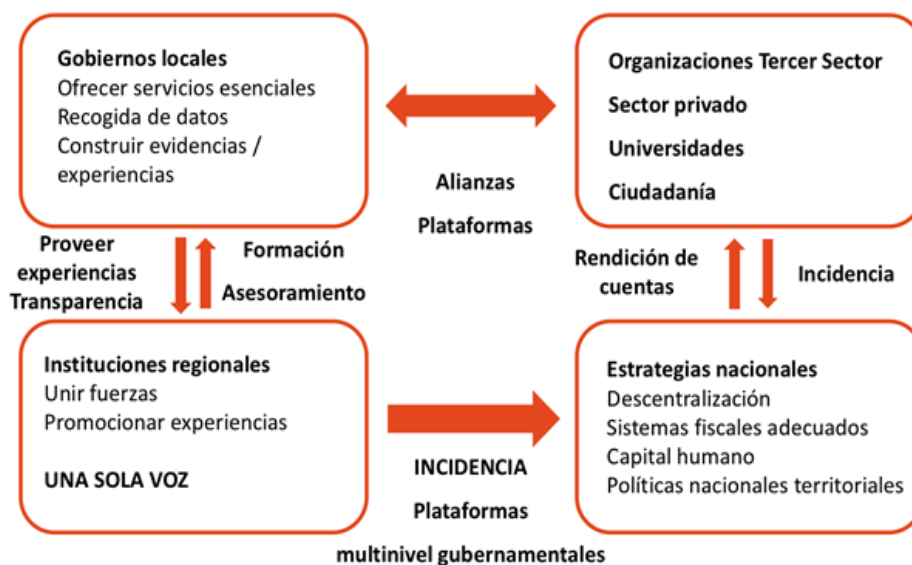 Gobiernos locales
Ofrecer servicios esenciales
Recogida de datos
Construir evidencias /
experiencias
Alianzas
Plataformas
Organizaciones Tercer Sector
Sector privado
Universidades
Ciudadanía
Proveer
experiencias
Transparencia
Formación
Asesoramiento
Rendición de
cuentas
Incidencia
Instituciones regionales
Unir fuerzas
Promocionar experiencias
UNA SOLA VOZ
INCIDENCIA
Plataformas
multinivel gubernamentales
Estrategias nacionales
Descentralización
Sistemas fiscales adecuados
Capital humano
Políticas nacionales territoriales